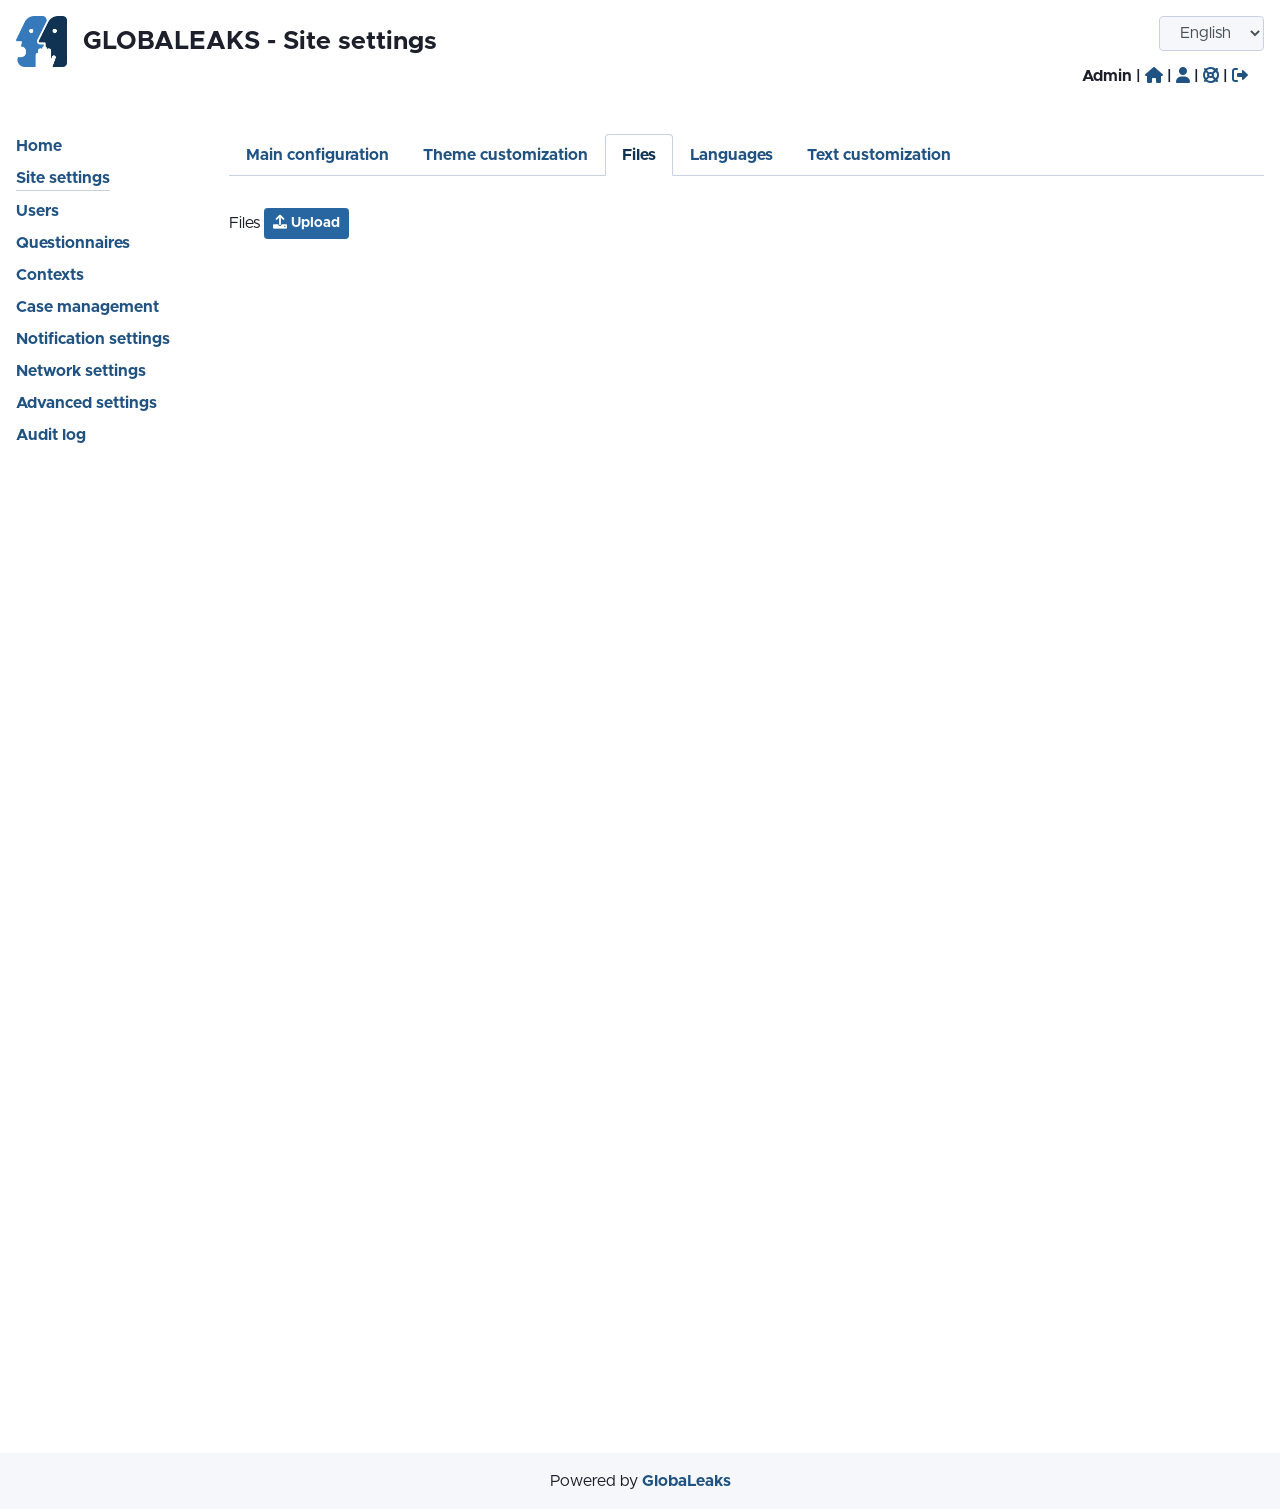 GLOBALEAKS - Site settings
English
Admin | | | |
Home
Site settings
Users
Questionnaires
Contexts
Case management
Notification settings
Network settings
Advanced settings
Audit log
Main configuration Theme customization Files Languages Text customization
Files Upload
Powered by GlobaLeaks